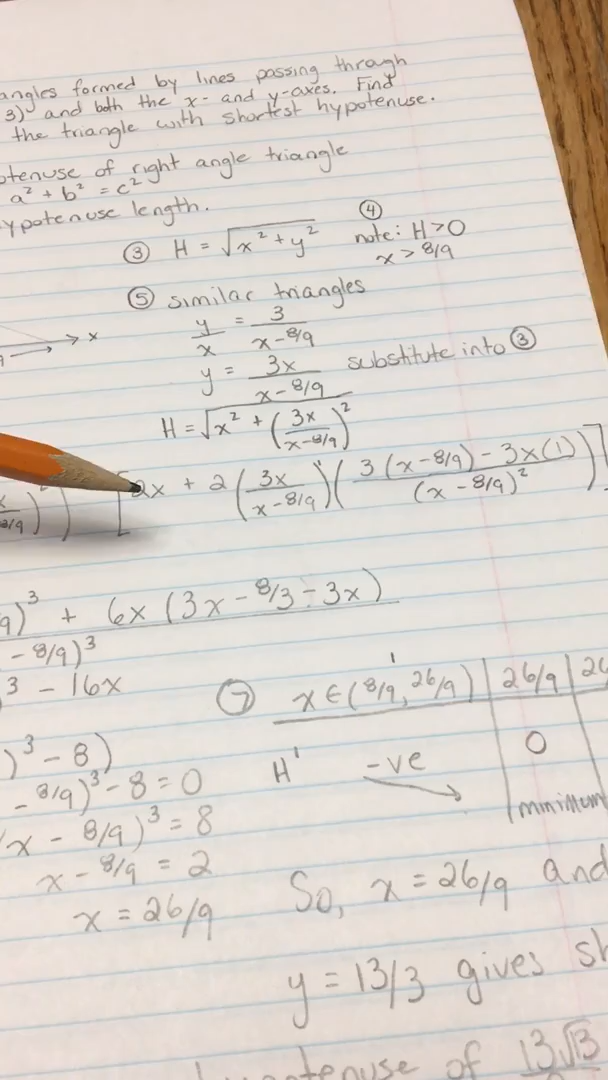 angles formed by lines passing through
3) and both the x- and y-axes. Find
the triangle with shortest hypotenuse.
otenuse of right angle triangle
a² + b² = c²
hypotenuse length.
③ H = √(x² + y²)
④ note: H > 0
x > 8/9
→ x
⑤ similar triangles
y/x = 3/(x - 8/9)
y = 3x/(x - 8/9) substitute into ③
H = √(x² + (3x/(x-8/9))²)
[2x + 2(3x/(x - 8/9))(3(x - 8/9) - 3x(1)/(x - 8/9)²)]
9)³ + 6x(3x - 8/3 - 3x)
- 8/9)³
³ - 16x
)³ - 8)
- 8/9)³ - 8 = 0
x - 8/9)³ = 8
x - 8/9 = 2
x = 26/9
⑦ x ∈ (8/9, 26/9) | 26/9 |
H' -ve 0
minimum
So, x = 26/9 and
y = 13/3 gives sh
potenuse of 13√13